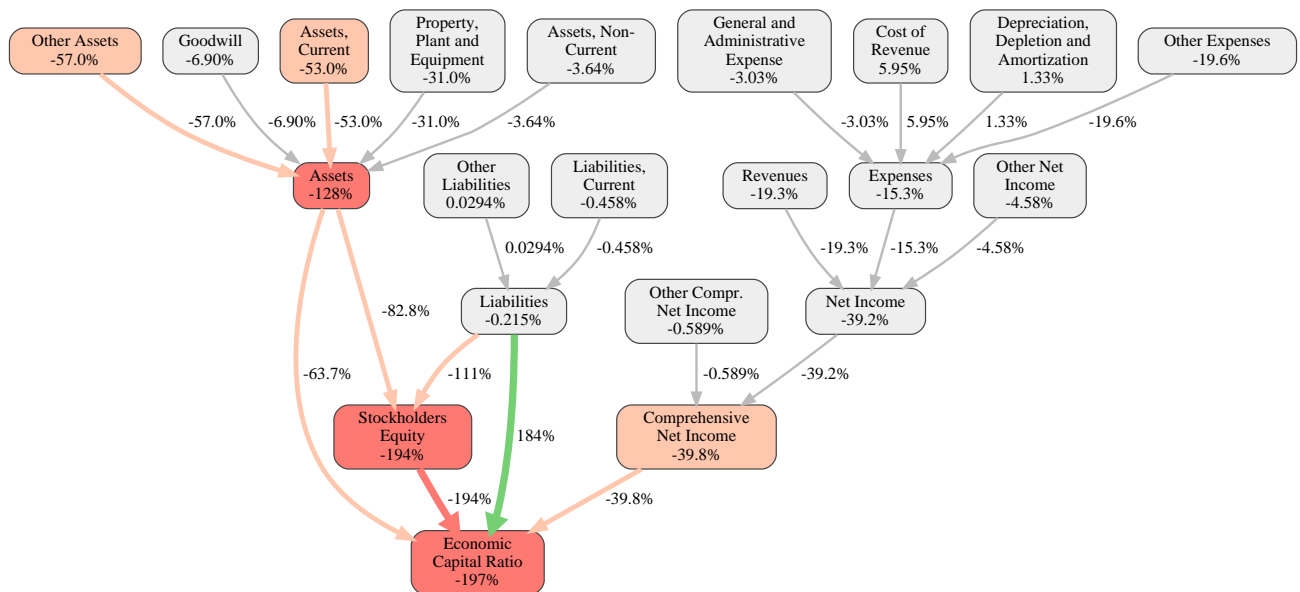 Other Assets
-57.0%
Goodwill
-6.90%
Assets,
Current
-53.0%
Property,
Plant and
Equipment
-31.0%
Assets, Non-
Current
-3.64%
General and
Administrative
Expense
-3.03%
Cost of
Revenue
5.95%
Depreciation,
Depletion and
Amortization
1.33%
Other Expenses
-19.6%
-57.0%
-6.90%
-53.0%
-31.0%
-3.64%
-3.03%
5.95%
1.33%
-19.6%
Assets
-128%
Other
Liabilities
0.0294%
Liabilities,
Current
-0.458%
Revenues
-19.3%
Expenses
-15.3%
Other Net
Income
-4.58%
0.0294%
-0.458%
-19.3%
-15.3%
-4.58%
-82.8%
Liabilities
-0.215%
Other Compr.
Net Income
-0.589%
Net Income
-39.2%
-63.7%
-111%
-0.589%
-39.2%
Stockholders
Equity
-194%
184%
Comprehensive
Net Income
-39.8%
-194%
-39.8%
Economic
Capital Ratio
-197%